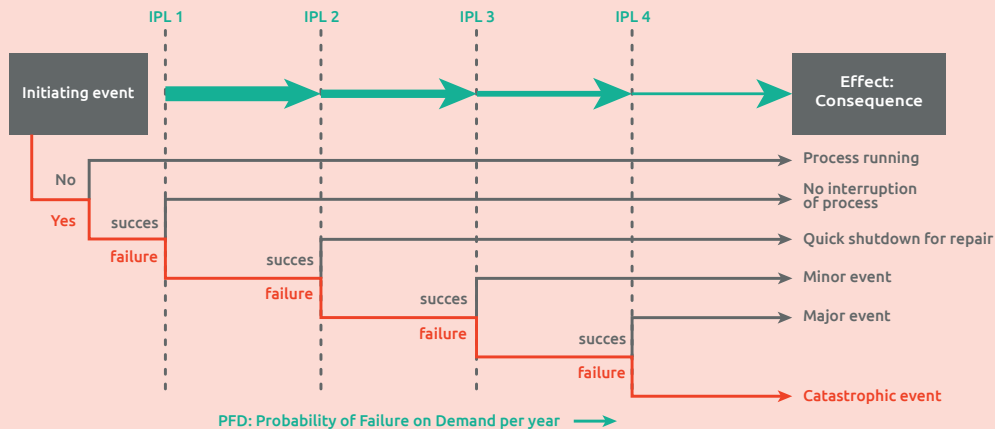 IPL 1
IPL 2
IPL 3
IPL 4
Initiating event
Effect:
Consequence
No
Process running
Yes
succes
No interruption
of process
failure
succes
Quick shutdown for repair
failure
succes
Minor event
failure
succes
Major event
failure
Catastrophic event
PFD: Probability of Failure on Demand per year